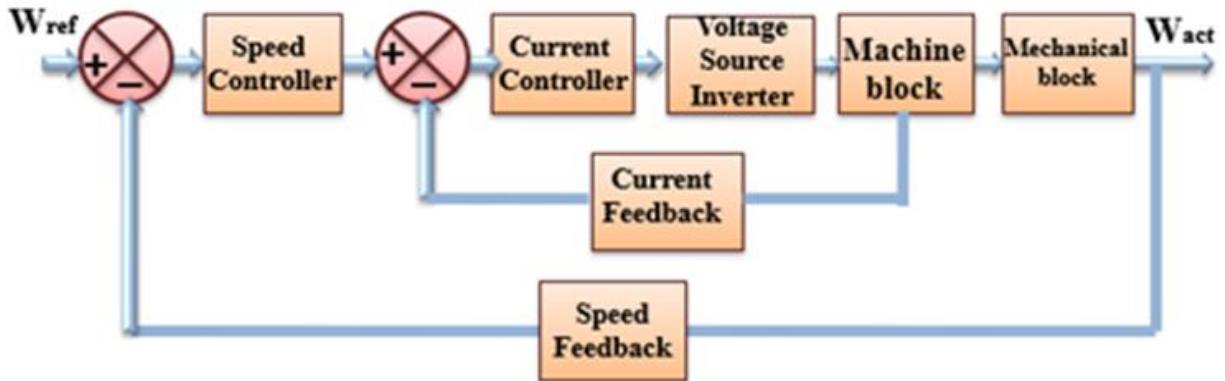 Wref
+
−
Speed
Controller
+
−
Current
Controller
Voltage
Source
Inverter
Machine
block
Mechanical
block
Wact
Current
Feedback
Speed
Feedback